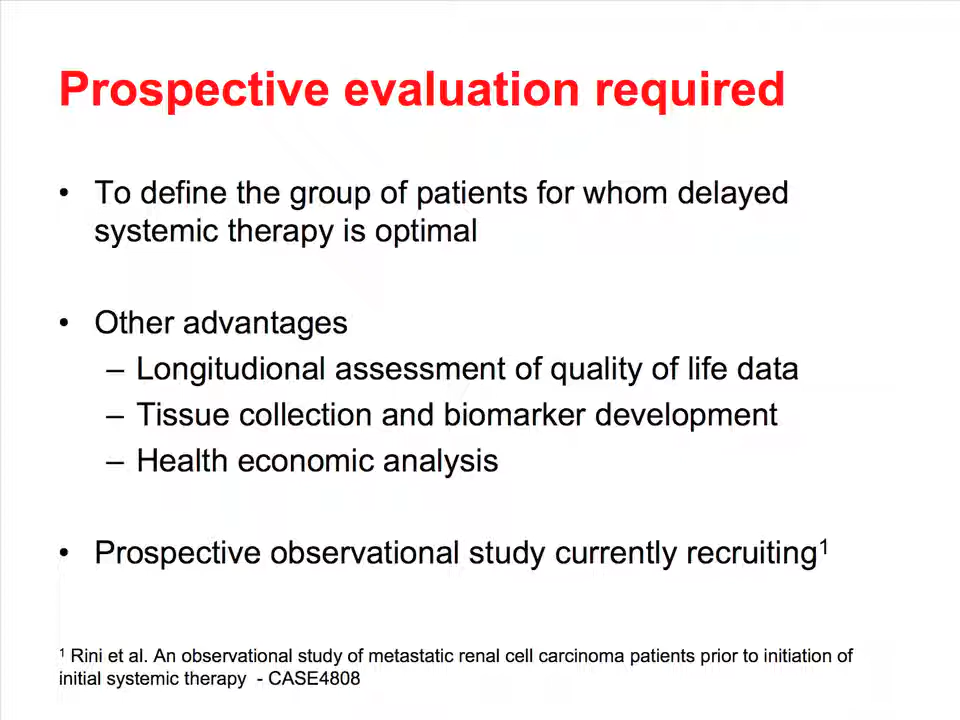 Prospective evaluation required
• To define the group of patients for whom delayed
systemic therapy is optimal
• Other advantages
– Longitudional assessment of quality of life data
– Tissue collection and biomarker development
– Health economic analysis
• Prospective observational study currently recruiting¹
¹ Rini et al. An observational study of metastatic renal cell carcinoma patients prior to initiation of
initial systemic therapy - CASE4808